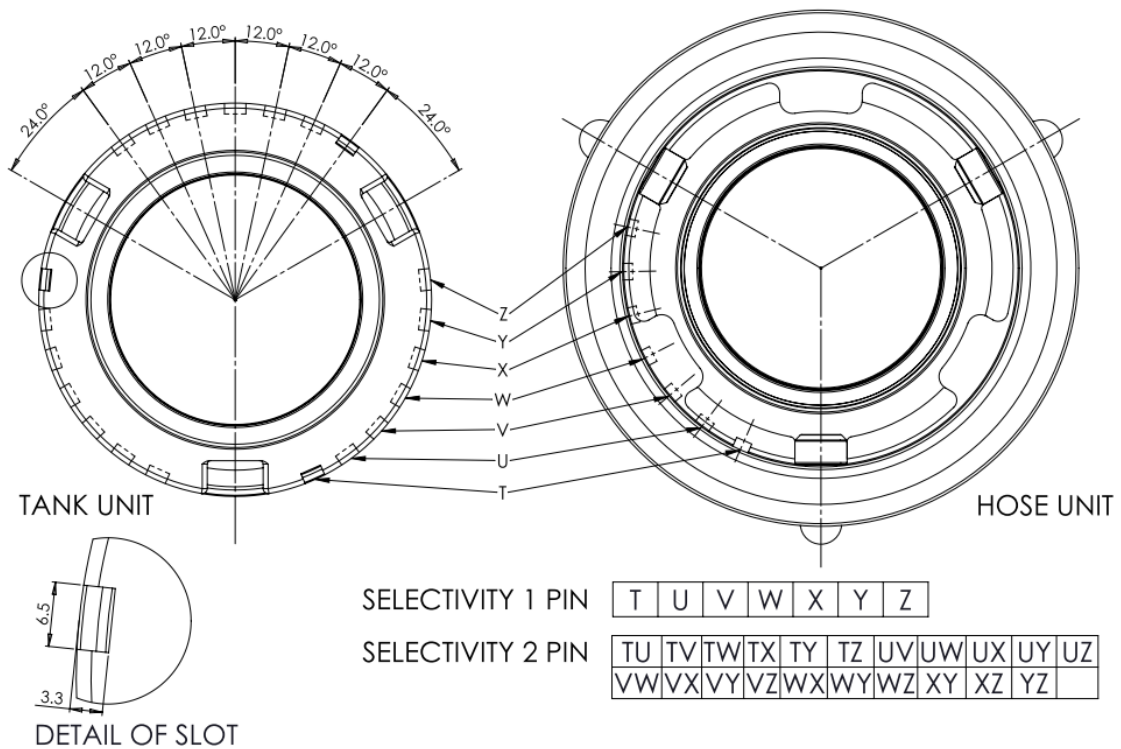 24.0° 12.0° 12.0° 12.0° 12.0° 12.0° 12.0° 24.0°
Z
Y
X
W
V
U
T
TANK UNIT
HOSE UNIT
6.5
3.3
DETAIL OF SLOT
SELECTIVITY 1 PIN T U V W X Y Z
SELECTIVITY 2 PIN TU TV TW TX TY TZ UV UW UX UY UZ
VW VX VY VZ WX WY WZ XY XZ YZ